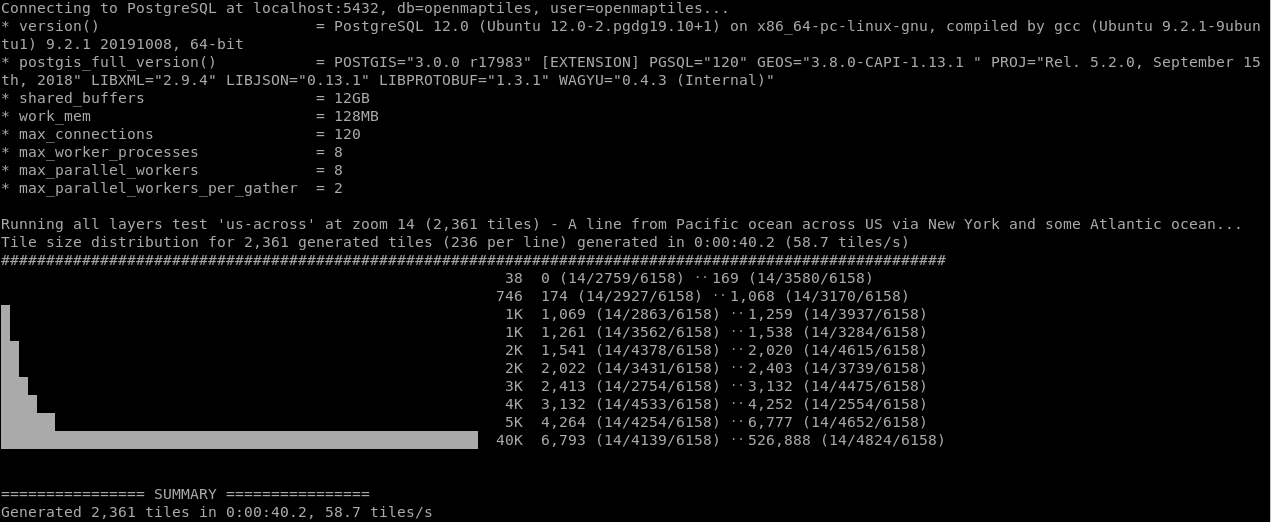 Connecting to PostgreSQL at localhost:5432, db=openmaptiles, user=openmaptiles...
* version()                        = PostgreSQL 12.0 (Ubuntu 12.0-2.pgdg19.10+1) on x86_64-pc-linux-gnu, compiled by gcc (Ubuntu 9.2.1-9ubun
tu1) 9.2.1 20191008, 64-bit
* postgis_full_version()           = POSTGIS="3.0.0 r17983" [EXTENSION] PGSQL="120" GEOS="3.8.0-CAPI-1.13.1 " PROJ="Rel. 5.2.0, September 15
th, 2018" LIBXML="2.9.4" LIBJSON="0.13.1" LIBPROTOBUF="1.3.1" WAGYU="0.4.3 (Internal)"
* shared_buffers                   = 12GB
* work_mem                         = 128MB
* max_connections                  = 120
* max_worker_processes             = 8
* max_parallel_workers             = 8
* max_parallel_workers_per_gather  = 2
Running all layers test 'us-across' at zoom 14 (2,361 tiles) - A line from Pacific ocean across US via New York and some Atlantic ocean...
Tile size distribution for 2,361 generated tiles (236 per line) generated in 0:00:40.2 (58.7 tiles/s)
#########################################################################################################
38  0 (14/2759/6158) ‥ 169 (14/3580/6158)
746  174 (14/2927/6158) ‥ 1,068 (14/3170/6158)
1K  1,069 (14/2863/6158) ‥ 1,259 (14/3937/6158)
1K  1,261 (14/3562/6158) ‥ 1,538 (14/3284/6158)
2K  1,541 (14/4378/6158) ‥ 2,020 (14/4615/6158)
2K  2,022 (14/3431/6158) ‥ 2,403 (14/3739/6158)
3K  2,413 (14/2754/6158) ‥ 3,132 (14/4475/6158)
4K  3,132 (14/4533/6158) ‥ 4,252 (14/2554/6158)
5K  4,264 (14/4254/6158) ‥ 6,777 (14/4652/6158)
40K  6,793 (14/4139/6158) ‥ 526,888 (14/4824/6158)
================ SUMMARY ================
Generated 2,361 tiles in 0:00:40.2, 58.7 tiles/s